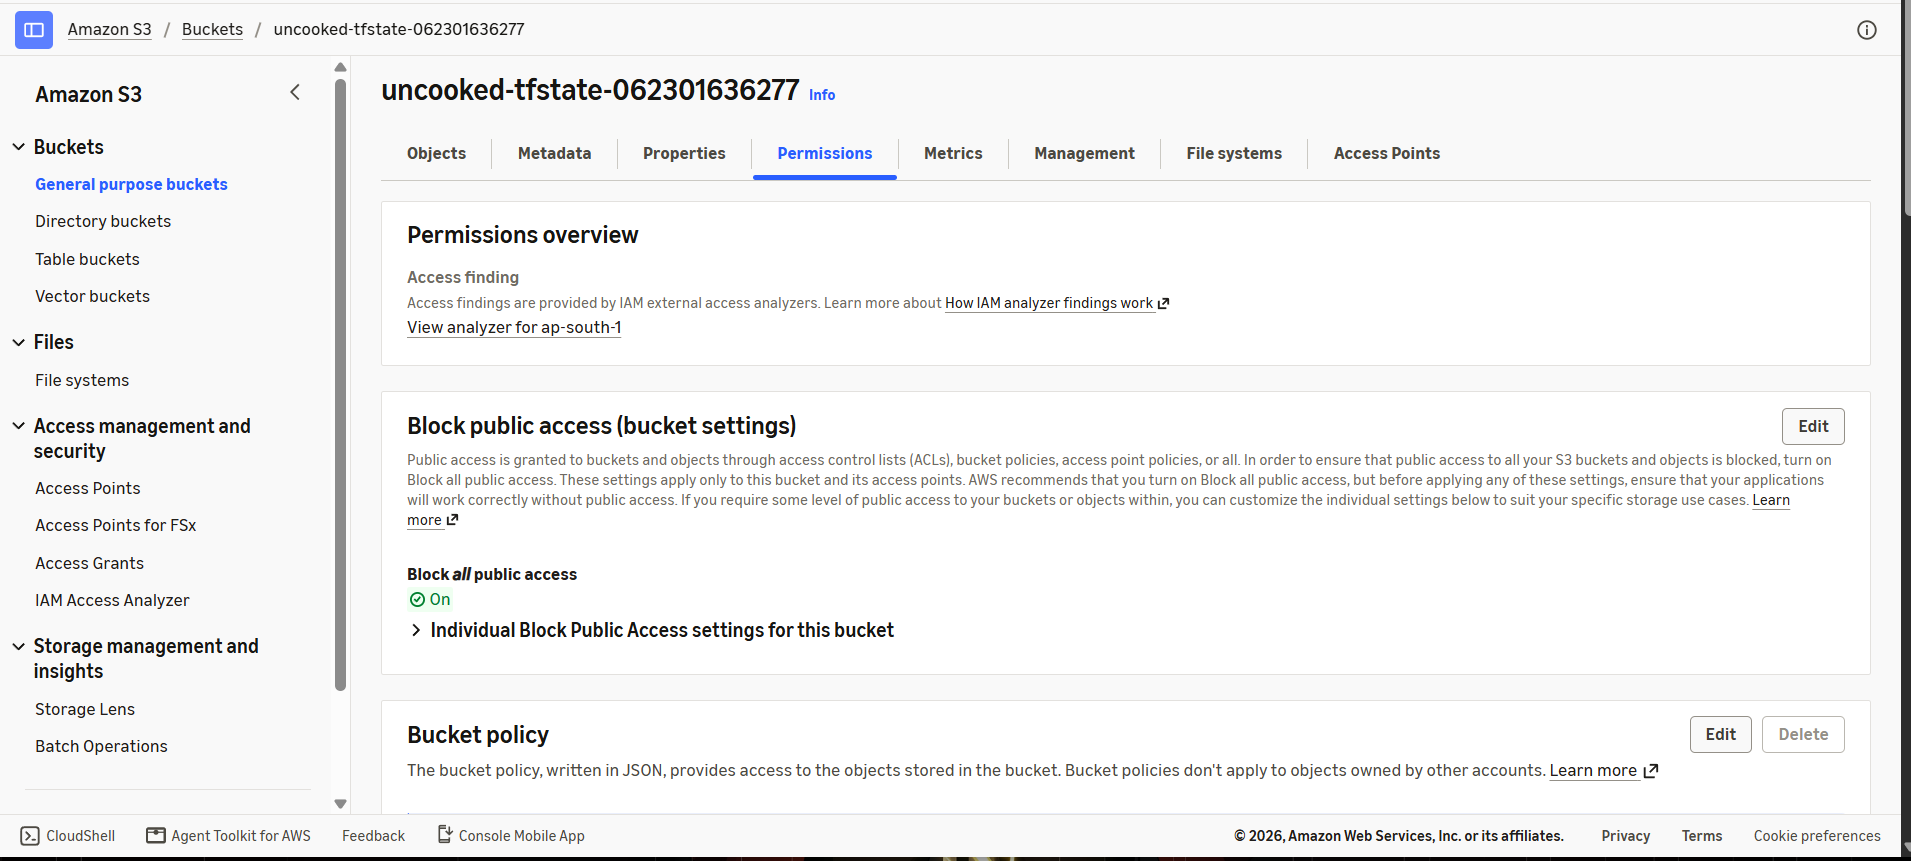 Amazon S3 / Buckets / uncooked-tfstate-062301636277
Amazon S3
Buckets
General purpose buckets
Directory buckets
Table buckets
Vector buckets
Files
File systems
Access management and
security
Access Points
Access Points for FSx
Access Grants
IAM Access Analyzer
Storage management and
insights
Storage Lens
Batch Operations
uncooked-tfstate-062301636277 Info
Objects Metadata Properties Permissions Metrics Management File systems Access Points
Permissions overview
Access finding
Access findings are provided by IAM external access analyzers. Learn more about How IAM analyzer findings work
View analyzer for ap-south-1
Block public access (bucket settings) Edit
Public access is granted to buckets and objects through access control lists (ACLs), bucket policies, access point policies, or all. In order to ensure that public access to all your S3 buckets and objects is blocked, turn on
Block all public access. These settings apply only to this bucket and its access points. AWS recommends that you turn on Block all public access, but before applying any of these settings, ensure that your applications
will work correctly without public access. If you require some level of public access to your buckets or objects within, you can customize the individual settings below to suit your specific storage use cases. Learn
more
Block all public access
On
Individual Block Public Access settings for this bucket
Bucket policy Edit Delete
The bucket policy, written in JSON, provides access to the objects stored in the bucket. Bucket policies don't apply to objects owned by other accounts. Learn more
CloudShell Agent Toolkit for AWS Feedback Console Mobile App © 2026, Amazon Web Services, Inc. or its affiliates. Privacy Terms Cookie preferences